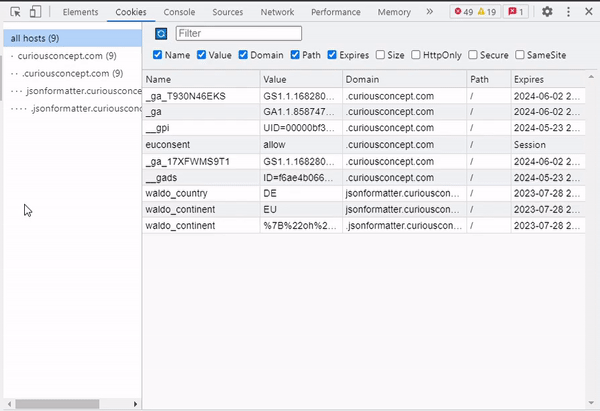 Elements Cookies Console Sources Network Performance Memory » 49 19 1
all hosts (9)
· curiousconcept.com (9)
·· .curiousconcept.com (9)
··· jsonformatter.curiousconce
···· .jsonformatter.curiouscon
Filter
Name Value Domain Path Expires Size HttpOnly Secure SameSite
Name Value Domain Path Expires
_ga_T930N46EKS GS1.1.168280... .curiousconcept.com / 2024-06-02 2...
_ga GA1.1.858747... .curiousconcept.com / 2024-06-02 2...
__gpi UID=00000bf3... .curiousconcept.com / 2024-05-23 2...
euconsent allow .curiousconcept.com / Session
_ga_17XFWMS9T1 GS1.1.168280... .curiousconcept.com / 2024-06-02 2...
__gads ID=f6ae4b066... .curiousconcept.com / 2024-05-23 2...
waldo_country DE jsonformatter.curiouscon... / 2023-07-28 2...
waldo_continent EU jsonformatter.curiouscon... / 2023-07-28 2...
waldo_continent %7B%22oh%2... .jsonformatter.curiousco... / 2023-07-28 2...